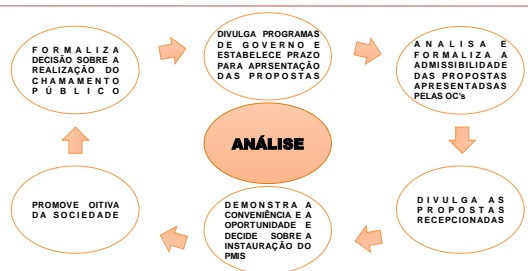 FORMALIZA
DECISÃO SOBRE A
REALIZAÇÃO DO
CHAMAMENTO
PÚBLICO
DIVULGA PROGRAMAS
DE GOVERNO E
ESTABELECE PRAZO
PARA APRSENTAÇÃO
DAS PROPOSTAS
ANALISA E
FORMALIZA A
ADMISSIBILIDADE
DAS PROPOSTAS
APRESENTADSAS
PELAS OC's
ANÁLISE
PROMOVE OITIVA
DA SOCIEDADE
DEMONSTRA A
CONVENIÊNCIA E A
OPORTUNIDADE E
DECIDE SOBRE A
INSTAURAÇÃO DO
PMIS
DIVULGA AS
PROPOSTAS
RECEPCIONADAS